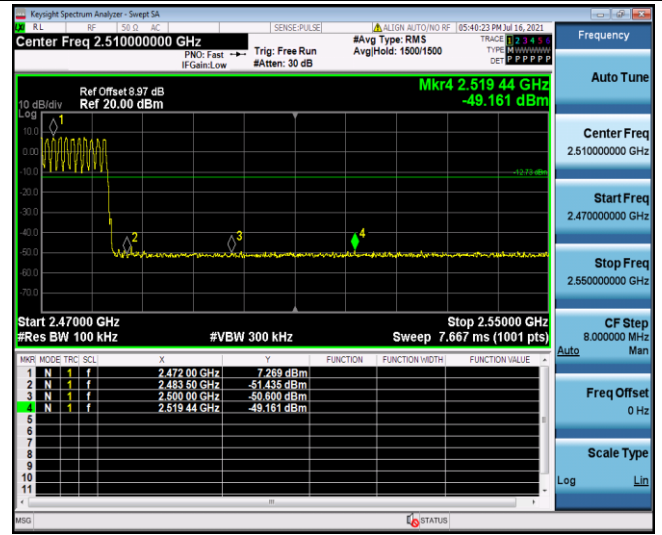 Keysight Spectrum Analyzer - Swept SA
RL RF 50 Ω AC SENSE:PULSE ALIGN AUTO/NO RF 05:40:23 PM Jul 16, 2021
Center Freq 2.510000000 GHz
PNO: Fast
IFGain:Low
Trig: Free Run
#Atten: 30 dB
#Avg Type: RMS
Avg|Hold: 1500/1500
TRACE 1 2 3 4 5 6
TYPE M WWWWW
DET P P P P P P
Mkr4 2.519 44 GHz
-49.161 dBm
Ref Offset 8.97 dB
10 dB/div Ref 20.00 dBm
Log
10.0
0.00
-10.0
-20.0
-30.0
-40.0
-50.0
-60.0
-70.0
1
2
3
4
-12.73 dBm
Start 2.47000 GHz Stop 2.55000 GHz
#Res BW 100 kHz #VBW 300 kHz Sweep 7.667 ms (1001 pts)
MKR MODE TRC SCL X Y FUNCTION FUNCTION WIDTH FUNCTION VALUE
1 N 1 f 2.472 00 GHz 7.269 dBm
2 N 1 f 2.483 50 GHz -51.435 dBm
3 N 1 f 2.500 00 GHz -50.600 dBm
4 N 1 f 2.519 44 GHz -49.161 dBm
5
6
7
8
9
10
11
MSG STATUS
Frequency
Auto Tune
Center Freq
2.510000000 GHz
Start Freq
2.470000000 GHz
Stop Freq
2.550000000 GHz
CF Step
8.000000 MHz
Auto Man
Freq Offset
0 Hz
Scale Type
Log Lin